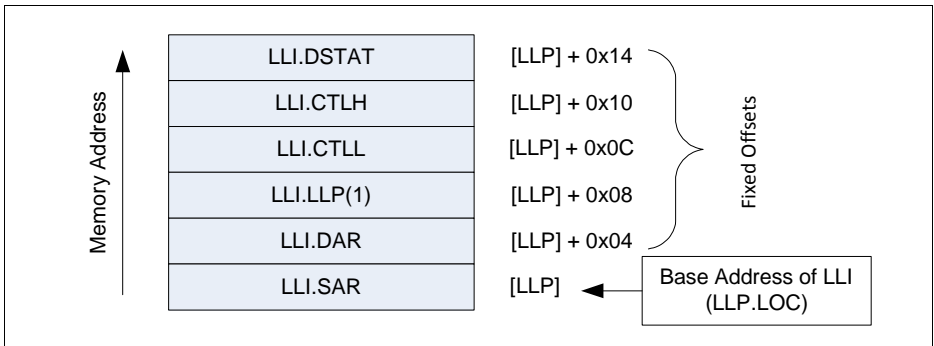 LLI.DSTAT [LLP] + 0x14
LLI.CTLH [LLP] + 0x10
LLI.CTLL [LLP] + 0x0C
LLI.LLP(1) [LLP] + 0x08
LLI.DAR [LLP] + 0x04
LLI.SAR [LLP]
Memory Address
Fixed Offsets
Base Address of LLI
(LLP.LOC)